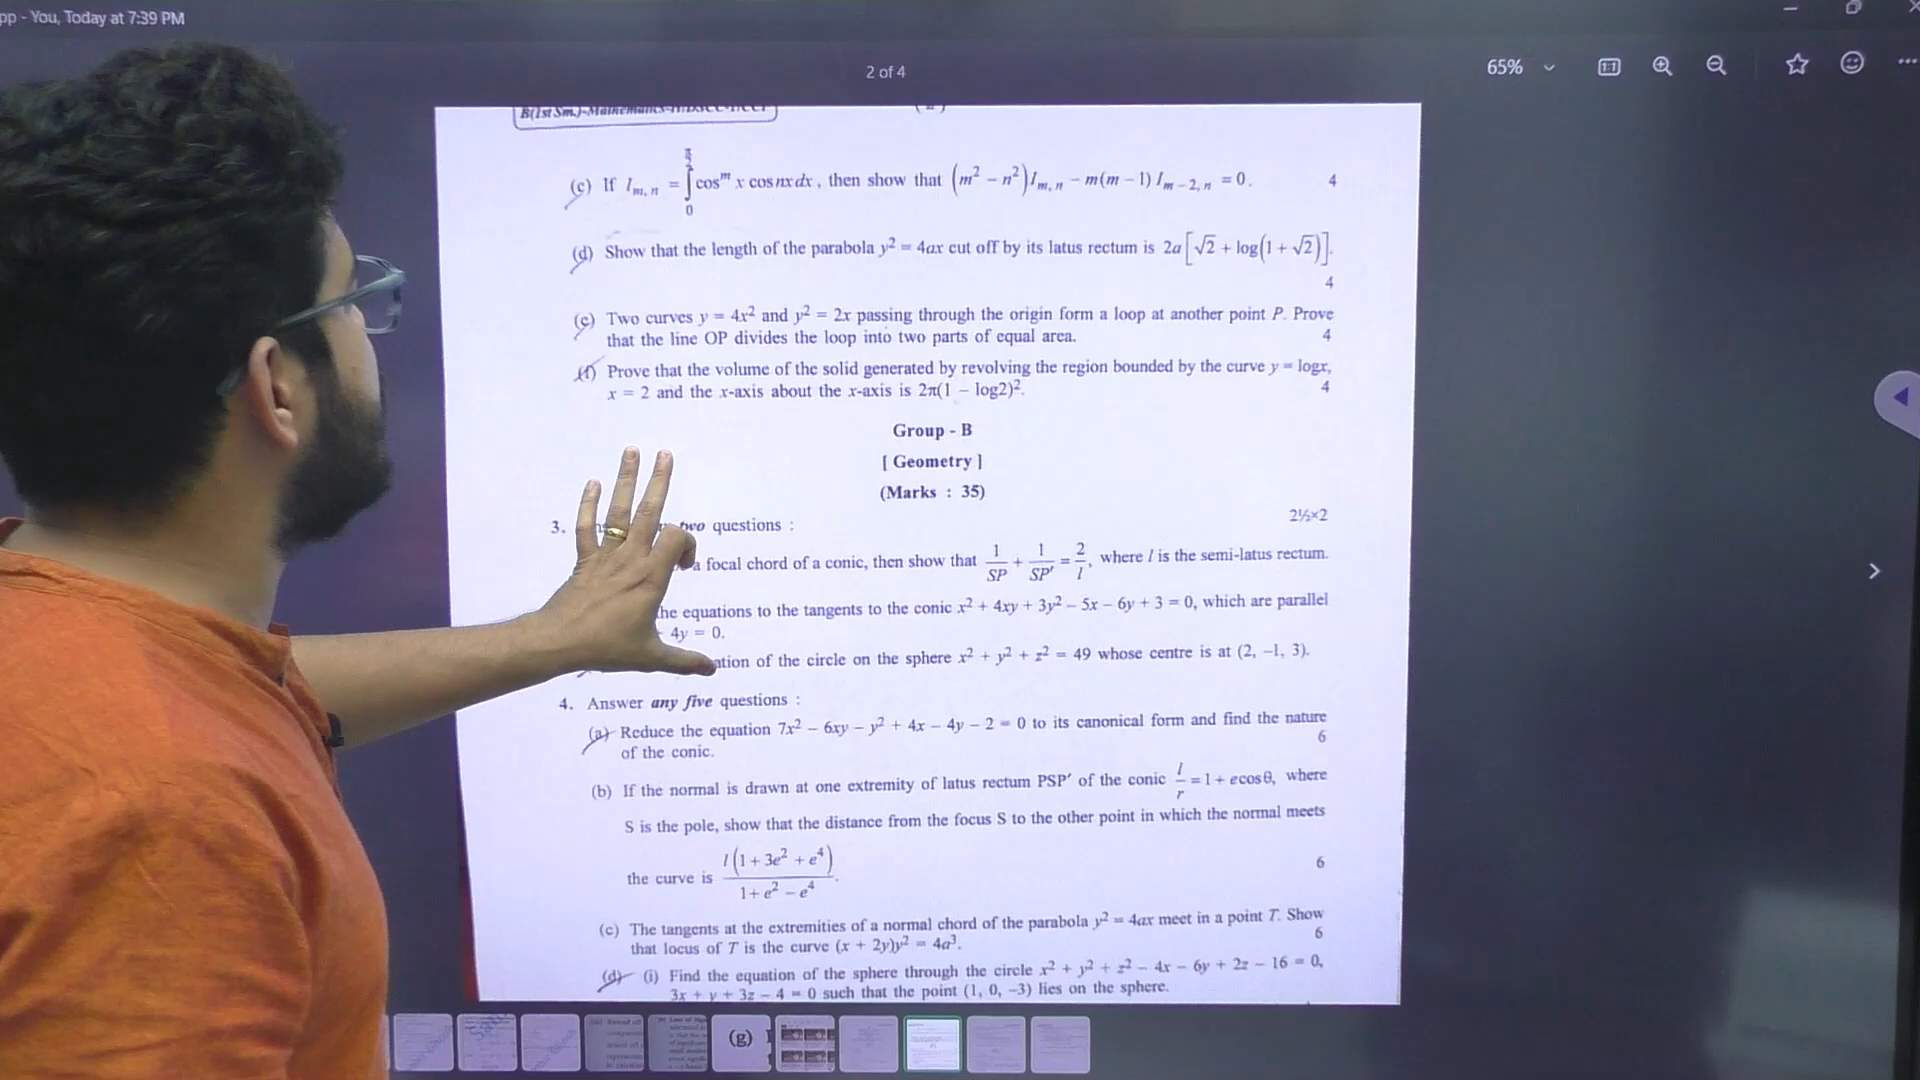 pp - You, Today at 7:39 PM
2 of 4
65%
B(1st Sm.)-Mathematics-H/DSCC-1/CC1
(c) If I_{m, n} = \int_0^{\frac{\pi}{2}} cos^m x cos nx dx, then show that (m² − n²) I_{m, n} − m(m − 1) I_{m − 2, n} = 0. 4
(d) Show that the length of the parabola y² = 4ax cut off by its latus rectum is 2a[√2 + log(1 + √2)].
4
(e) Two curves y = 4x² and y² = 2x passing through the origin form a loop at another point P. Prove
that the line OP divides the loop into two parts of equal area. 4
(f) Prove that the volume of the solid generated by revolving the region bounded by the curve y = logx,
x = 2 and the x-axis about the x-axis is 2π(1 − log2)². 4
Group - B
[ Geometry ]
(Marks : 35)
3. two questions : 2½×2
a focal chord of a conic, then show that 1/SP + 1/SP′ = 2/l, where l is the semi-latus rectum.
he equations to the tangents to the conic x² + 4xy + 3y² − 5x − 6y + 3 = 0, which are parallel
4y = 0.
ation of the circle on the sphere x² + y² + z² = 49 whose centre is at (2, −1, 3).
4. Answer any five questions :
(a) Reduce the equation 7x² − 6xy − y² + 4x − 4y − 2 = 0 to its canonical form and find the nature
of the conic. 6
(b) If the normal is drawn at one extremity of latus rectum PSP′ of the conic l/r = 1 + e cos θ, where
S is the pole, show that the distance from the focus S to the other point in which the normal meets
the curve is l(1 + 3e² + e⁴)/(1 + e² − e⁴). 6
(c) The tangents at the extremities of a normal chord of the parabola y² = 4ax meet in a point T. Show
that locus of T is the curve (x + 2y)y² = 4a³. 6
(d) (i) Find the equation of the sphere through the circle x² + y² + z² − 4x − 6y + 2z − 16 = 0,
3x + y + 3z − 4 = 0 such that the point (1, 0, −3) lies on the sphere.
(g)